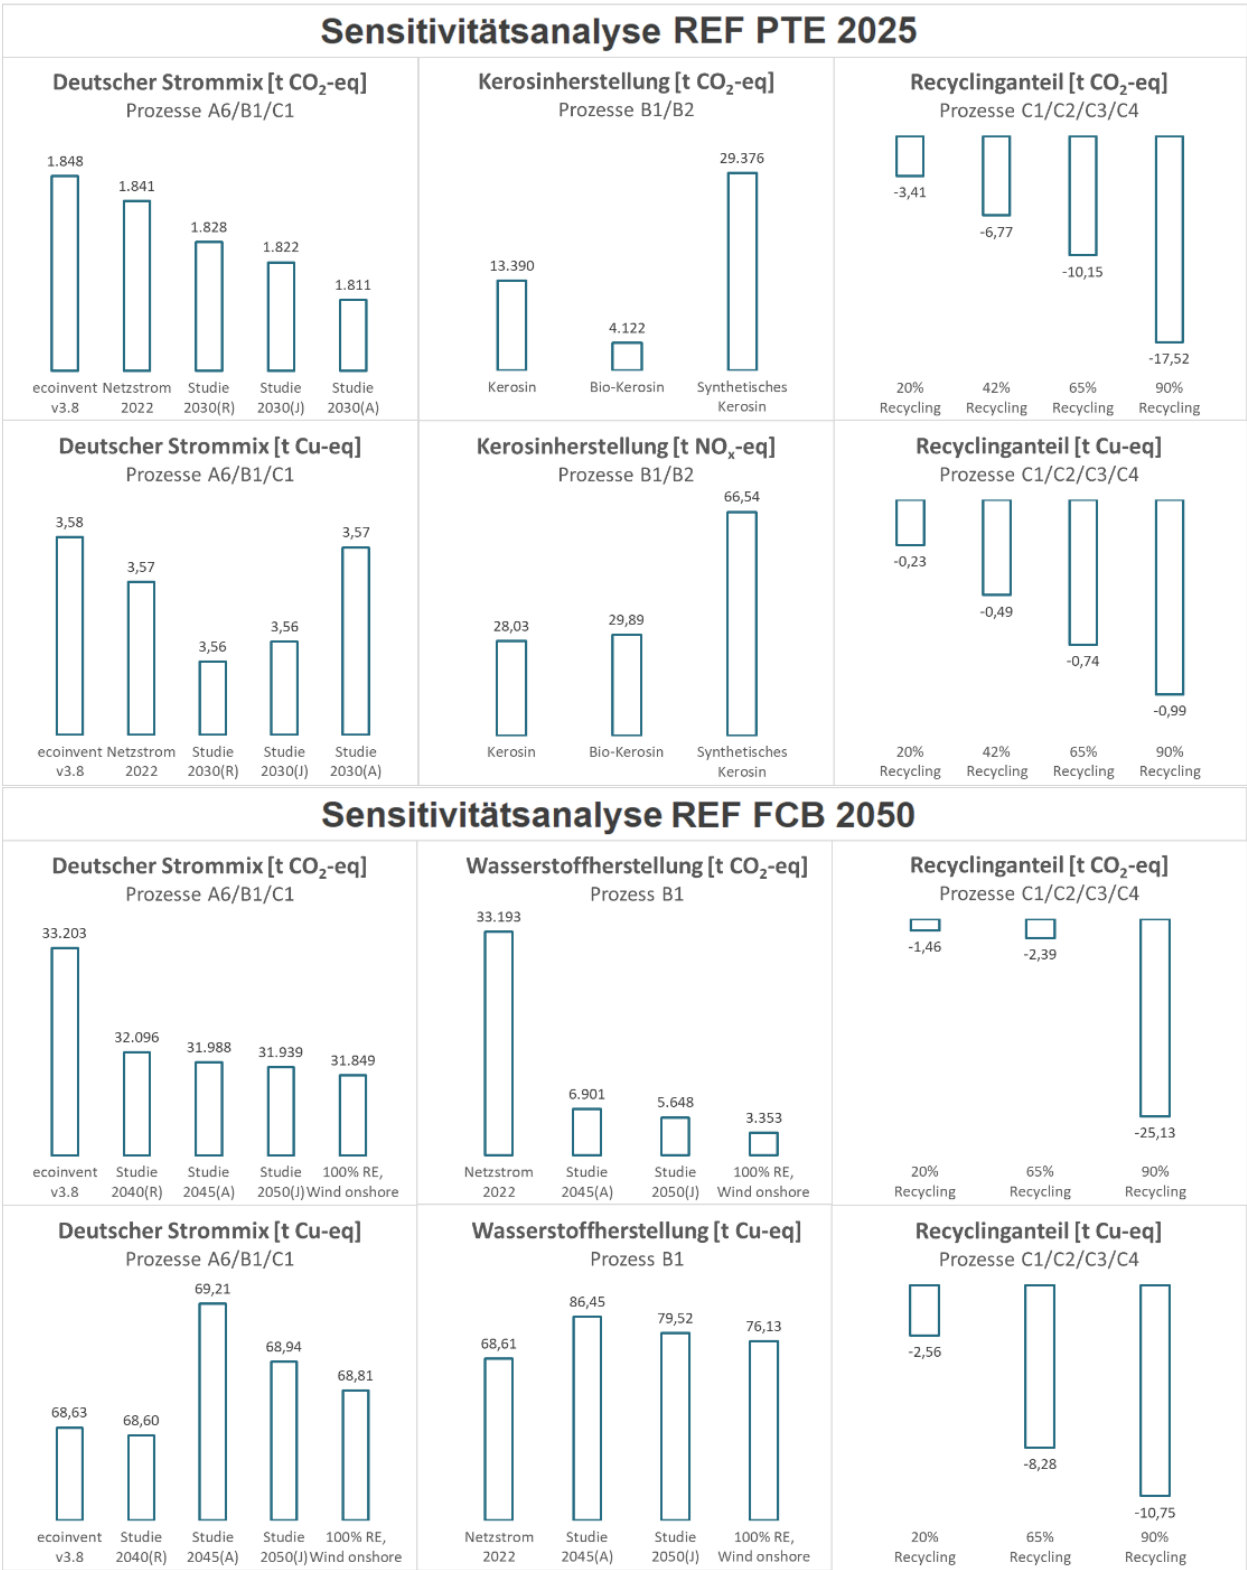 Sensitivitätsanalyse REF PTE 2025
Deutscher Strommix [t CO₂-eq]
Prozesse A6/B1/C1
1.848
1.841
1.828
1.822
1.811
ecoinvent Netzstrom Studie Studie Studie
v3.8 2022 2030(R) 2030(J) 2030(A)
Kerosinherstellung [t CO₂-eq]
Prozesse B1/B2
29.376
13.390
4.122
Kerosin Bio-Kerosin Synthetisches
Kerosin
Recyclinganteil [t CO₂-eq]
Prozesse C1/C2/C3/C4
-3,41
-6,77
-10,15
-17,52
20% 42% 65% 90%
Recycling Recycling Recycling Recycling
Deutscher Strommix [t Cu-eq]
Prozesse A6/B1/C1
3,58
3,57
3,56
3,56
3,57
ecoinvent Netzstrom Studie Studie Studie
v3.8 2022 2030(R) 2030(J) 2030(A)
Kerosinherstellung [t NOₓ-eq]
Prozesse B1/B2
66,54
28,03
29,89
Kerosin Bio-Kerosin Synthetisches
Kerosin
Recyclinganteil [t Cu-eq]
Prozesse C1/C2/C3/C4
-0,23
-0,49
-0,74
-0,99
20% 42% 65% 90%
Recycling Recycling Recycling Recycling
Sensitivitätsanalyse REF FCB 2050
Deutscher Strommix [t CO₂-eq]
Prozesse A6/B1/C1
33.203
32.096
31.988
31.939
31.849
ecoinvent Studie Studie Studie 100% RE,
v3.8 2040(R) 2045(A) 2050(J) Wind onshore
Wasserstoffherstellung [t CO₂-eq]
Prozess B1
33.193
6.901
5.648
3.353
Netzstrom Studie Studie 100% RE,
2022 2045(A) 2050(J) Wind onshore
Recyclinganteil [t CO₂-eq]
Prozesse C1/C2/C3/C4
-1,46
-2,39
-25,13
20% 65% 90%
Recycling Recycling Recycling
Deutscher Strommix [t Cu-eq]
Prozesse A6/B1/C1
69,21
68,94
68,81
68,63
68,60
ecoinvent Studie Studie Studie 100% RE,
v3.8 2040(R) 2045(A) 2050(J) Wind onshore
Wasserstoffherstellung [t Cu-eq]
Prozess B1
86,45
79,52
76,13
68,61
Netzstrom Studie Studie 100% RE,
2022 2045(A) 2050(J) Wind onshore
Recyclinganteil [t Cu-eq]
Prozesse C1/C2/C3/C4
-2,56
-8,28
-10,75
20% 65% 90%
Recycling Recycling Recycling